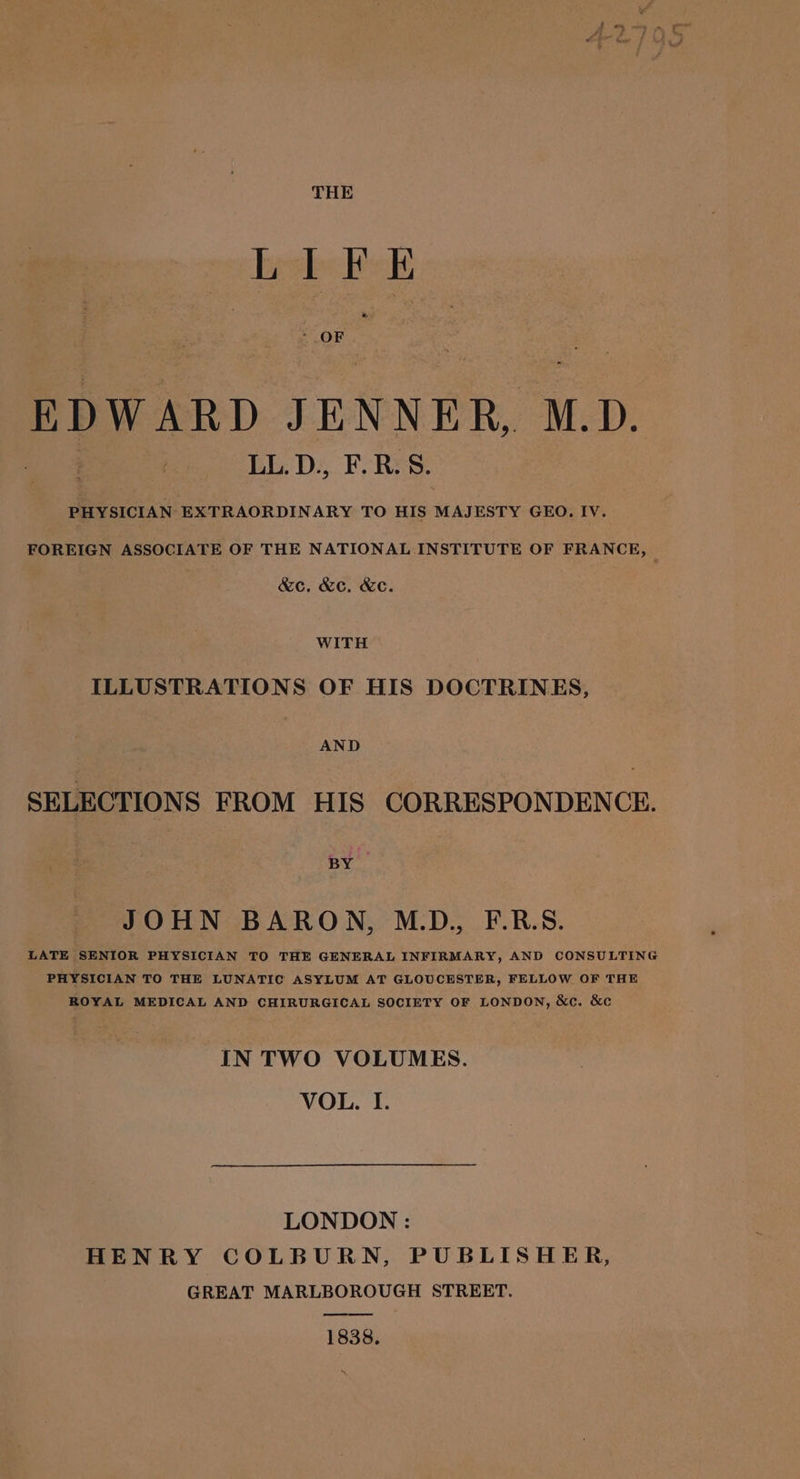 42795
THE
LIFE
OF
EDWARD JENNER, M.D.
LL.D., F.R.S.
PHYSICIAN EXTRAORDINARY TO HIS MAJESTY GEO. IV.
FOREIGN ASSOCIATE OF THE NATIONAL INSTITUTE OF FRANCE,
&c. &c. &c.
WITH
ILLUSTRATIONS OF HIS DOCTRINES,
AND
SELECTIONS FROM HIS CORRESPONDENCE.
BY
JOHN BARON, M.D., F.R.S.
LATE SENIOR PHYSICIAN TO THE GENERAL INFIRMARY, AND CONSULTING
PHYSICIAN TO THE LUNATIC ASYLUM AT GLOUCESTER, FELLOW OF THE
ROYAL MEDICAL AND CHIRURGICAL SOCIETY OF LONDON, &c. &c
IN TWO VOLUMES.
VOL. I.
LONDON:
HENRY COLBURN, PUBLISHER,
GREAT MARLBOROUGH STREET.
1838.